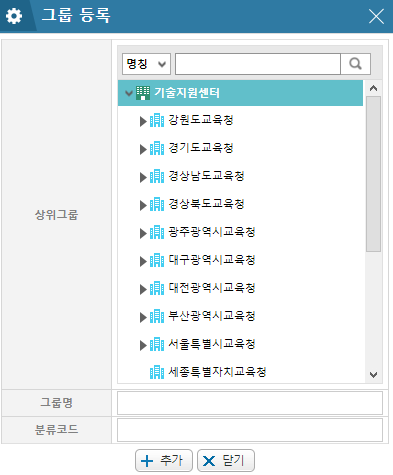 그룹 등록
명칭
기술지원센터
강원도교육청
경기도교육청
경상남도교육청
경상북도교육청
상위그룹
광주광역시교육청
대구광역시교육청
대전광역시교육청
부산광역시교육청
서울특별시교육청
세종특별자치교육청
그룹명
분류코드
추가 닫기